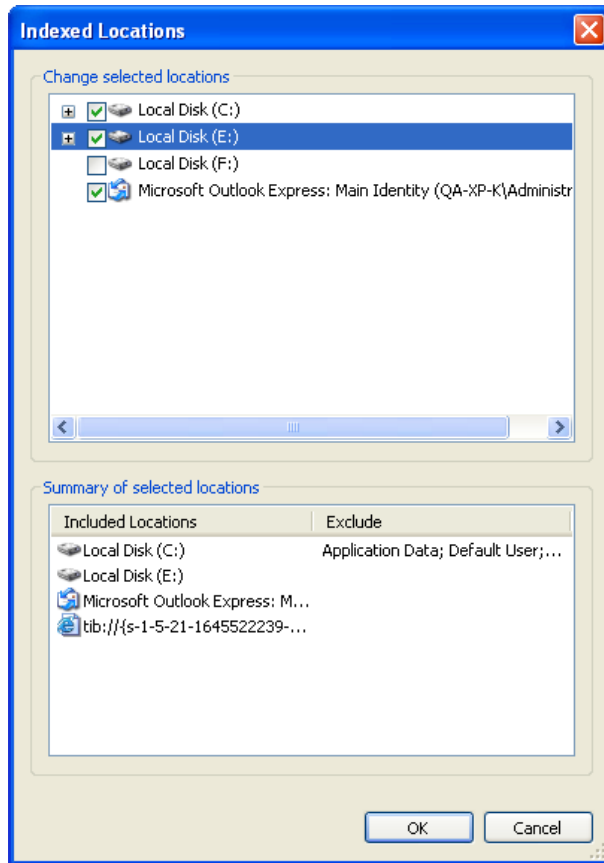 Indexed Locations
Change selected locations
Local Disk (C:)
Local Disk (E:)
Local Disk (F:)
Microsoft Outlook Express: Main Identity (QA-XP-K\Administr
Summary of selected locations
Included Locations Exclude
Local Disk (C:) Application Data; Default User;...
Local Disk (E:)
Microsoft Outlook Express: M...
tib://{s-1-5-21-1645522239-...
OK Cancel